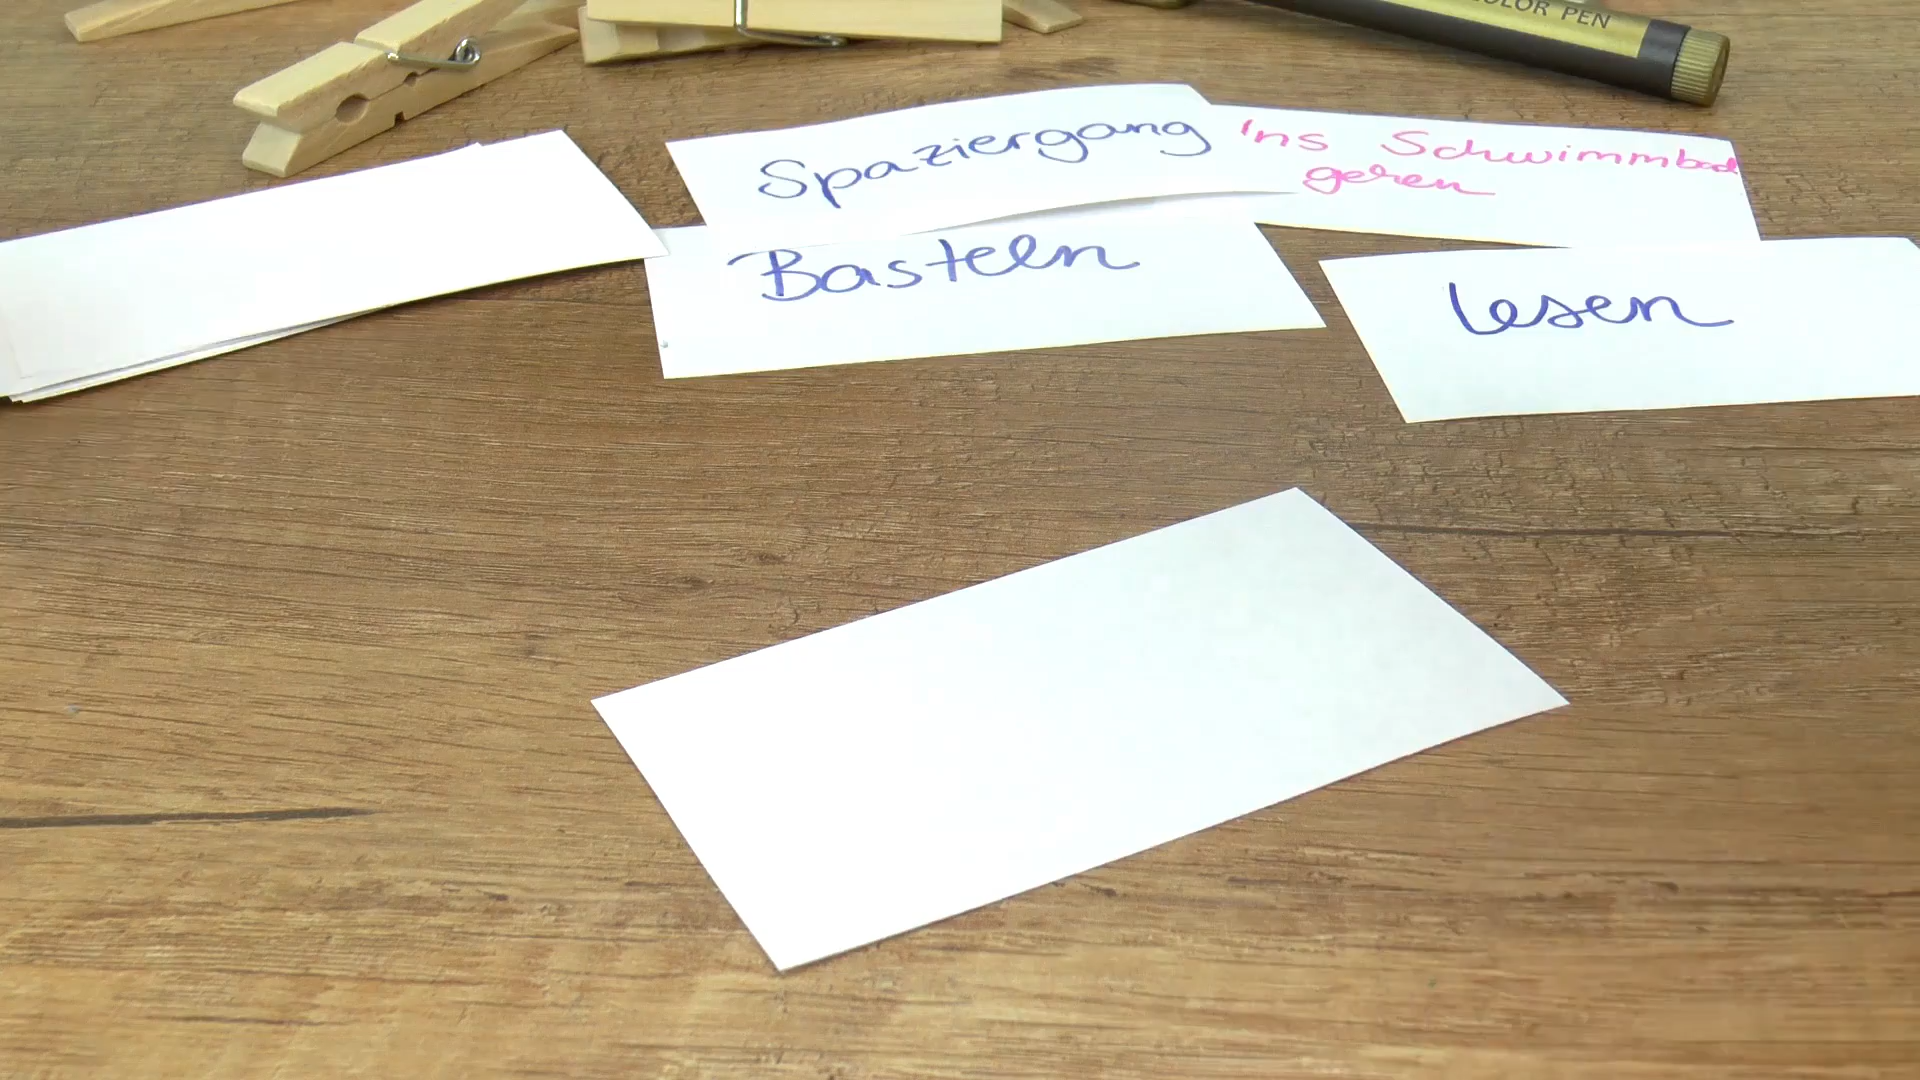 COLOR PEN
Spaziergang
ins Schwimmbad
gehen
Basteln
lesen